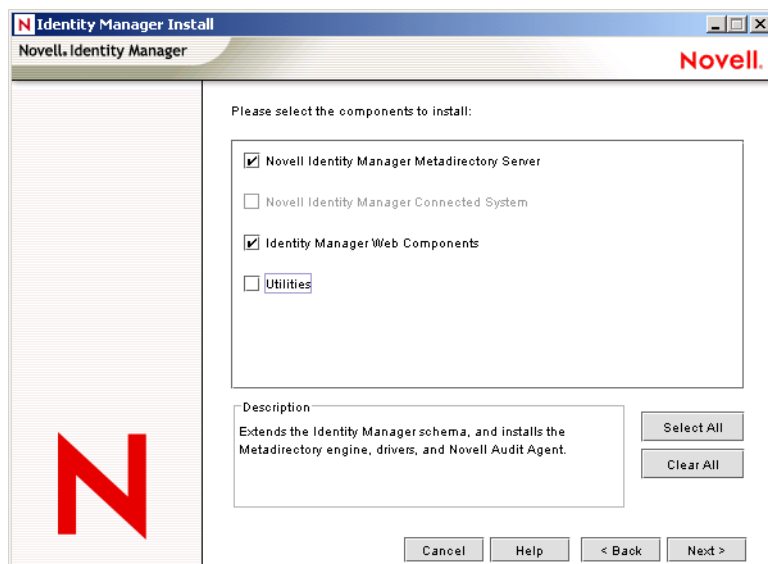 Identity Manager Install
Novell. Identity Manager
Novell.
Please select the components to install:
Novell Identity Manager Metadirectory Server
Novell Identity Manager Connected System
Identity Manager Web Components
Utilities
Description
Extends the Identity Manager schema, and installs the
Metadirectory engine, drivers, and Novell Audit Agent.
Select All
Clear All
N
Cancel
Help
< Back
Next >